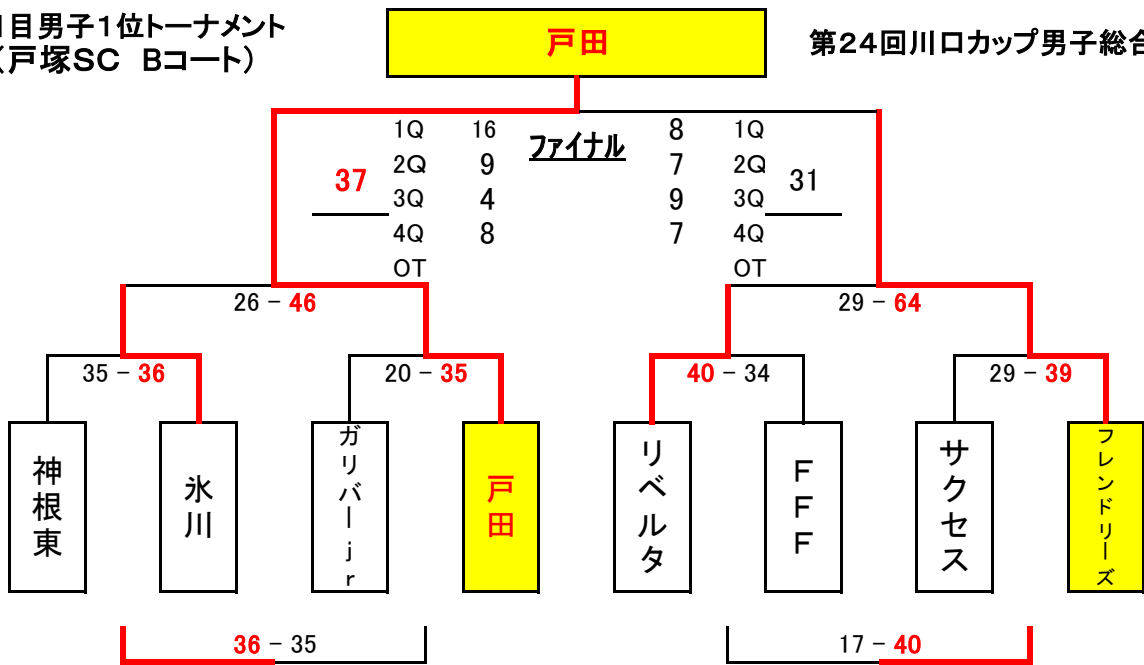 目男子1位トーナメント
(戸塚SC Bコート)
戸田
第24回川口カップ男子総合
ファイナル
1Q 16 8 1Q
2Q 9 7 2Q
37 31
3Q 4 9 3Q
4Q 8 7 4Q
OT OT
26 − 46
29 − 64
35 − 36
20 − 35
40 − 34
29 − 39
神根東
氷川
ガリバーjr
戸田
リベルタ
FFF
サクセス
フレンドリーズ
36 − 35
17 − 40